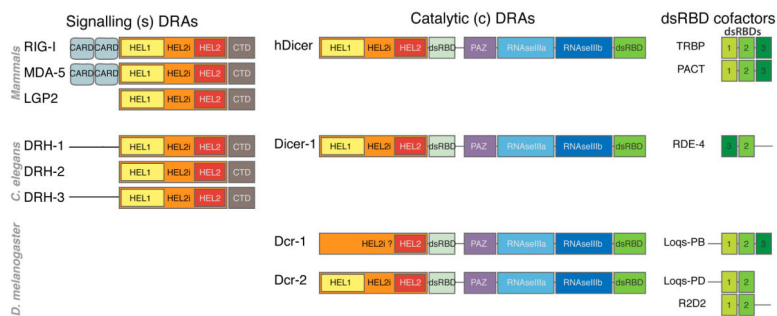 Signalling (s) DRAs
Catalytic (c) DRAs
dsRBD cofactors
dsRBDs
Mammals
RIG-I CARD CARD HEL1 HEL2i HEL2 CTD
hDicer HEL1 HEL2i HEL2 dsRBD PAZ RNAseIIIa RNAseIIIb dsRBD
TRBP 1 2 3
MDA-5 CARD CARD HEL1 HEL2i HEL2 CTD
PACT 1 2 3
LGP2 HEL1 HEL2i HEL2 CTD
C. elegans
DRH-1 HEL1 HEL2i HEL2 CTD
Dicer-1 HEL1 HEL2i HEL2 dsRBD PAZ RNAseIIIa RNAseIIIb dsRBD
RDE-4 3 2
DRH-2 HEL1 HEL2i HEL2 CTD
DRH-3 HEL1 HEL2i HEL2 CTD
D. melanogaster
Dcr-1 HEL2i ? HEL2 dsRBD PAZ RNAseIIIa RNAseIIIb dsRBD
Loqs-PB 1 2 3
Dcr-2 HEL1 HEL2i HEL2 dsRBD PAZ RNAseIIIa RNAseIIIb dsRBD
Loqs-PD 1 2
R2D2 1 2